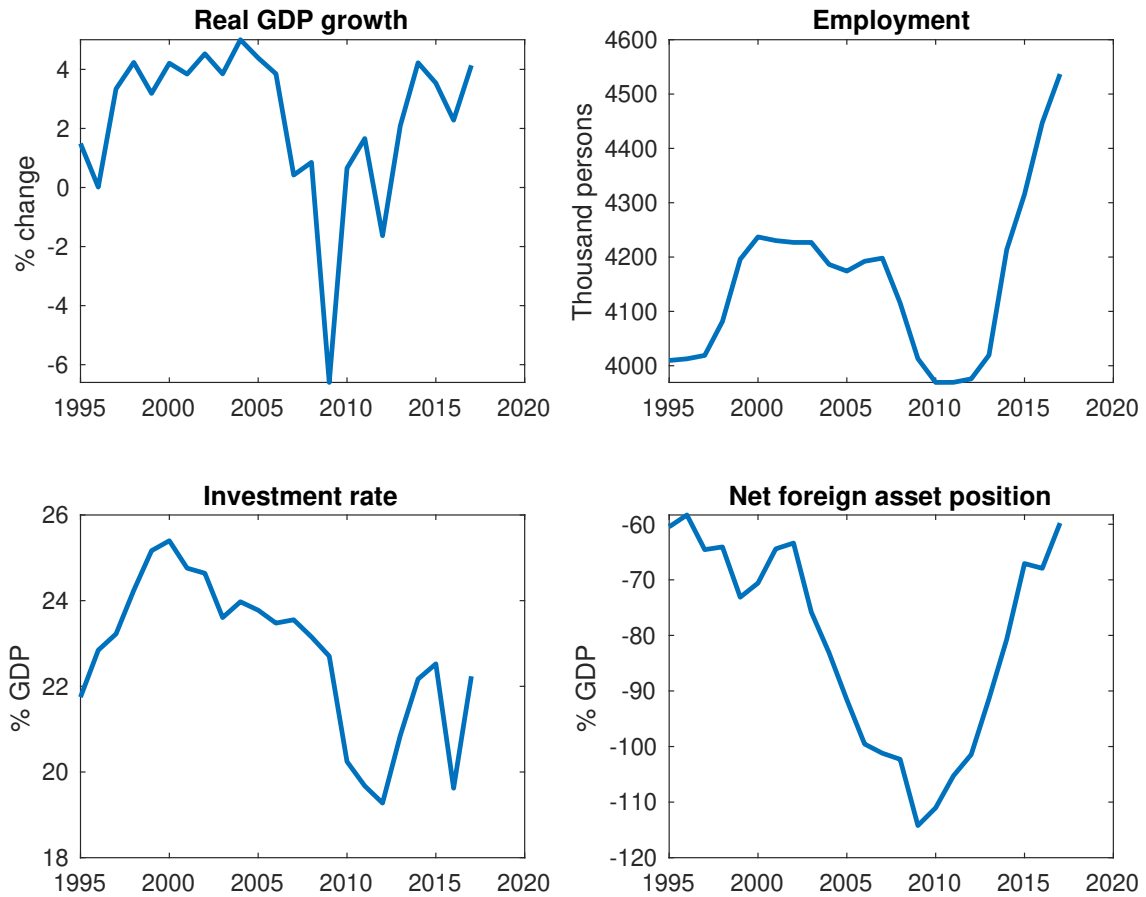 Real GDP growth
% change
4
2
0
-2
-4
-6
1995 2000 2005 2010 2015 2020
Employment
Thousand persons
4600
4500
4400
4300
4200
4100
4000
1995 2000 2005 2010 2015 2020
Investment rate
% GDP
26
24
22
20
18
1995 2000 2005 2010 2015 2020
Net foreign asset position
% GDP
-60
-70
-80
-90
-100
-110
-120
1995 2000 2005 2010 2015 2020